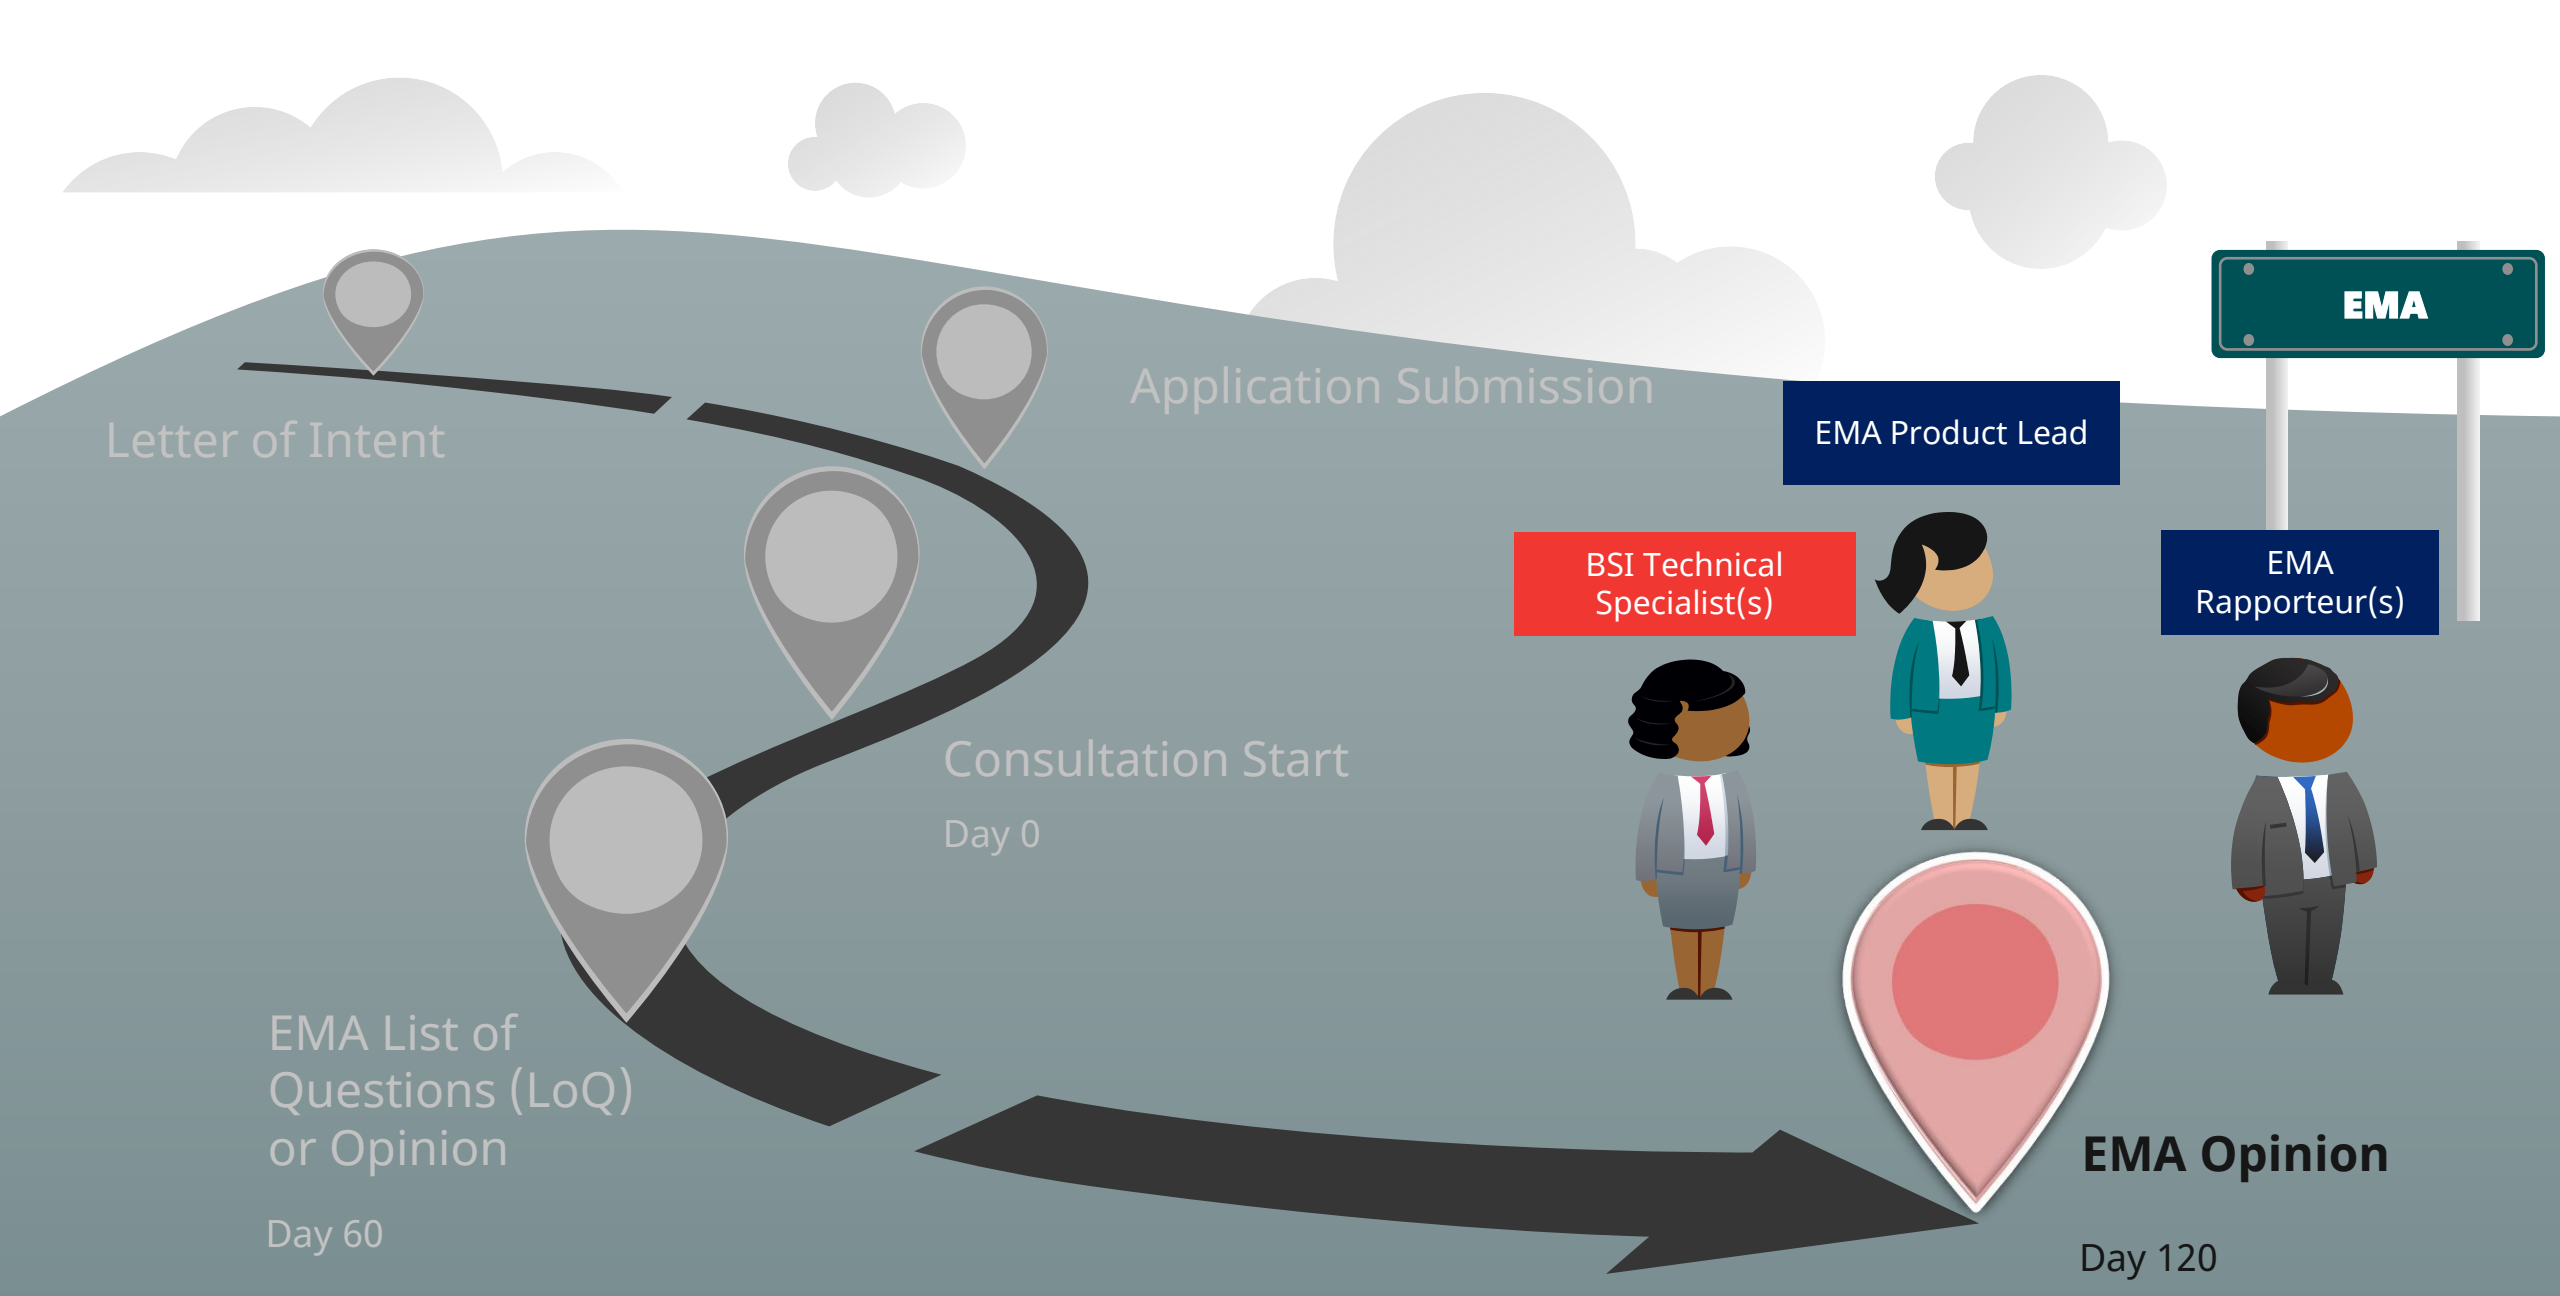 EMA
Letter of Intent
Application Submission
EMA Product Lead
BSI Technical
Specialist(s)
EMA
Rapporteur(s)
Consultation Start
Day 0
EMA List of
Questions (LoQ)
or Opinion
Day 60
EMA Opinion
Day 120